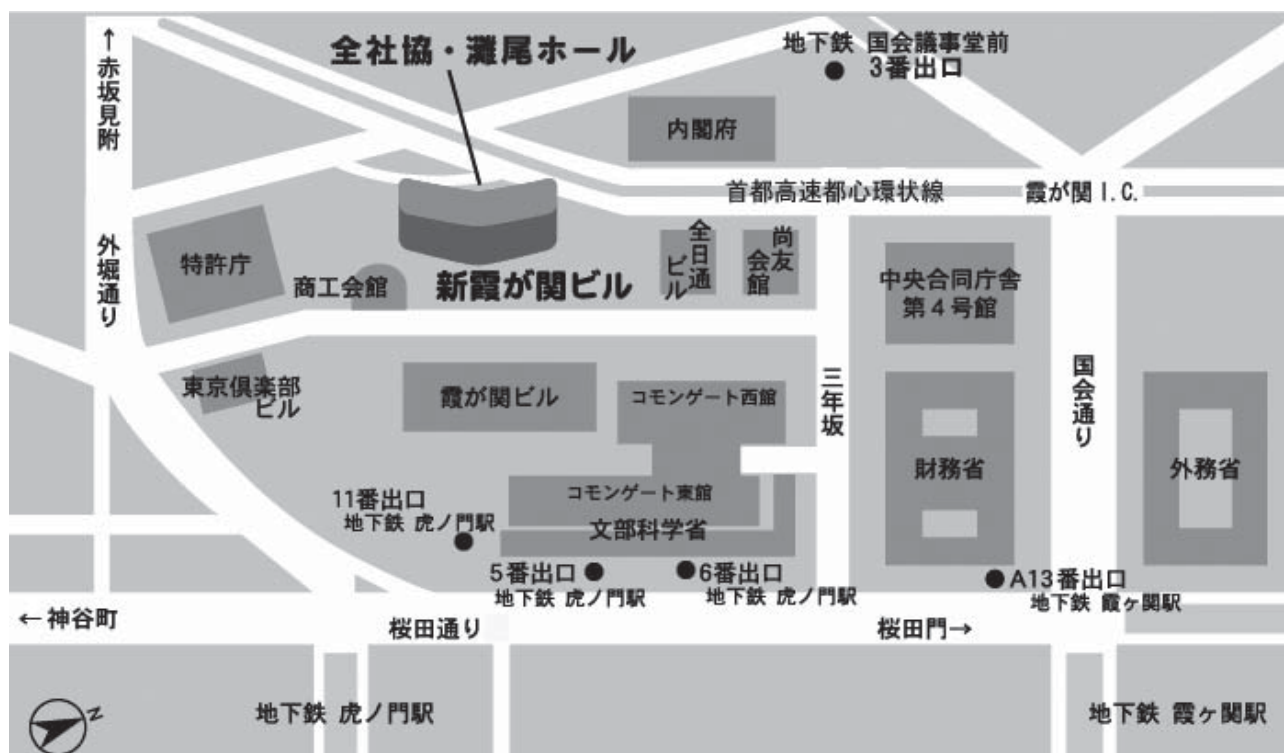 ↑赤坂見附
全社協・灘尾ホール
地下鉄 国会議事堂前
3番出口
内閣府
首都高速都心環状線
霞が関 I.C.
外堀通り
特許庁
商工会館
新霞が関ビル
全日通
ビル
尚友
会館
中央合同庁舎
第4号館
東京倶楽部
ビル
霞が関ビル
コモンゲート西館
三年坂
国会通り
財務省
外務省
コモンゲート東館
文部科学省
11番出口
地下鉄 虎ノ門駅
5番出口
地下鉄 虎ノ門駅
6番出口
地下鉄 虎ノ門駅
A13番出口
地下鉄 霞ヶ関駅
←神谷町
桜田通り
桜田門→
地下鉄 虎ノ門駅
地下鉄 霞ヶ関駅
N